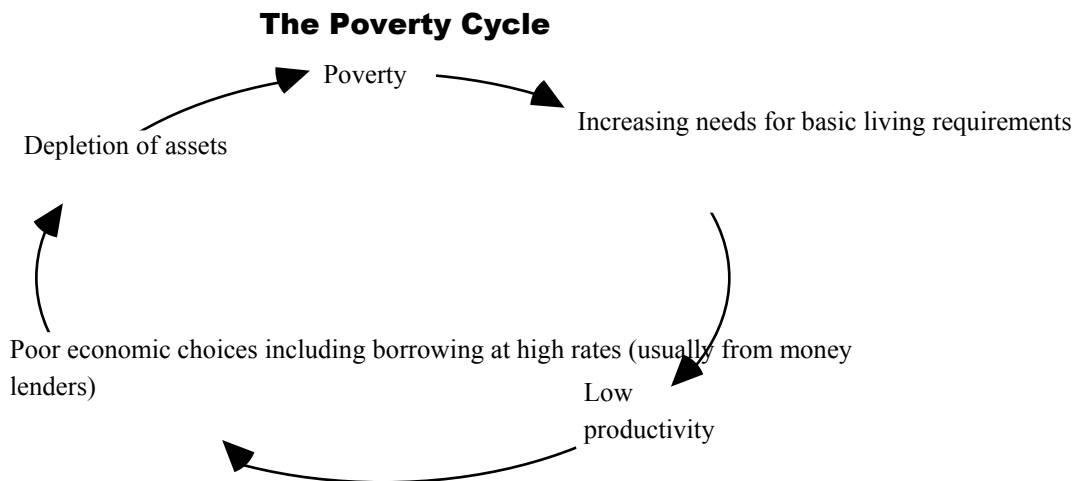 The Poverty Cycle
Poverty
Increasing needs for basic living requirements
Depletion of assets
Poor economic choices including borrowing at high rates (usually from money
lenders)
Low
productivity